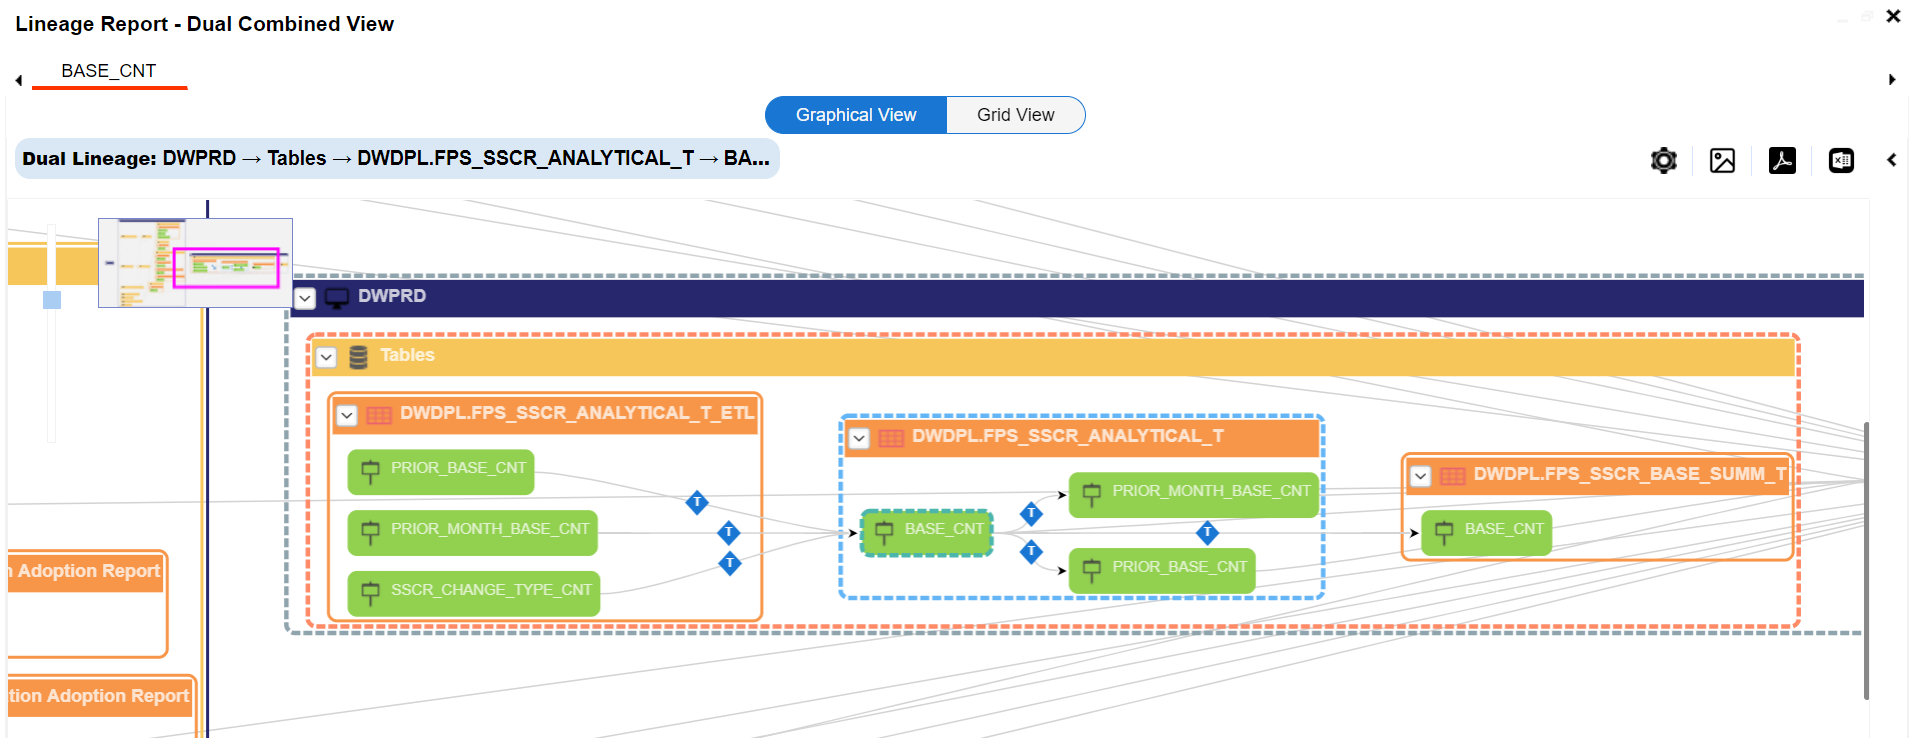 Lineage Report - Dual Combined View
BASE_CNT
Graphical View
Grid View
Dual Lineage: DWPRD → Tables → DWDPL.FPS_SSCR_ANALYTICAL_T → BA...
DWPRD
Tables
DWDPL.FPS_SSCR_ANALYTICAL_T_ETL
PRIOR_BASE_CNT
PRIOR_MONTH_BASE_CNT
SSCR_CHANGE_TYPE_CNT
T
T
T
DWDPL.FPS_SSCR_ANALYTICAL_T
BASE_CNT
T
T
PRIOR_MONTH_BASE_CNT
T
PRIOR_BASE_CNT
DWDPL.FPS_SSCR_BASE_SUMM_T
BASE_CNT
n Adoption Report
tion Adoption Report